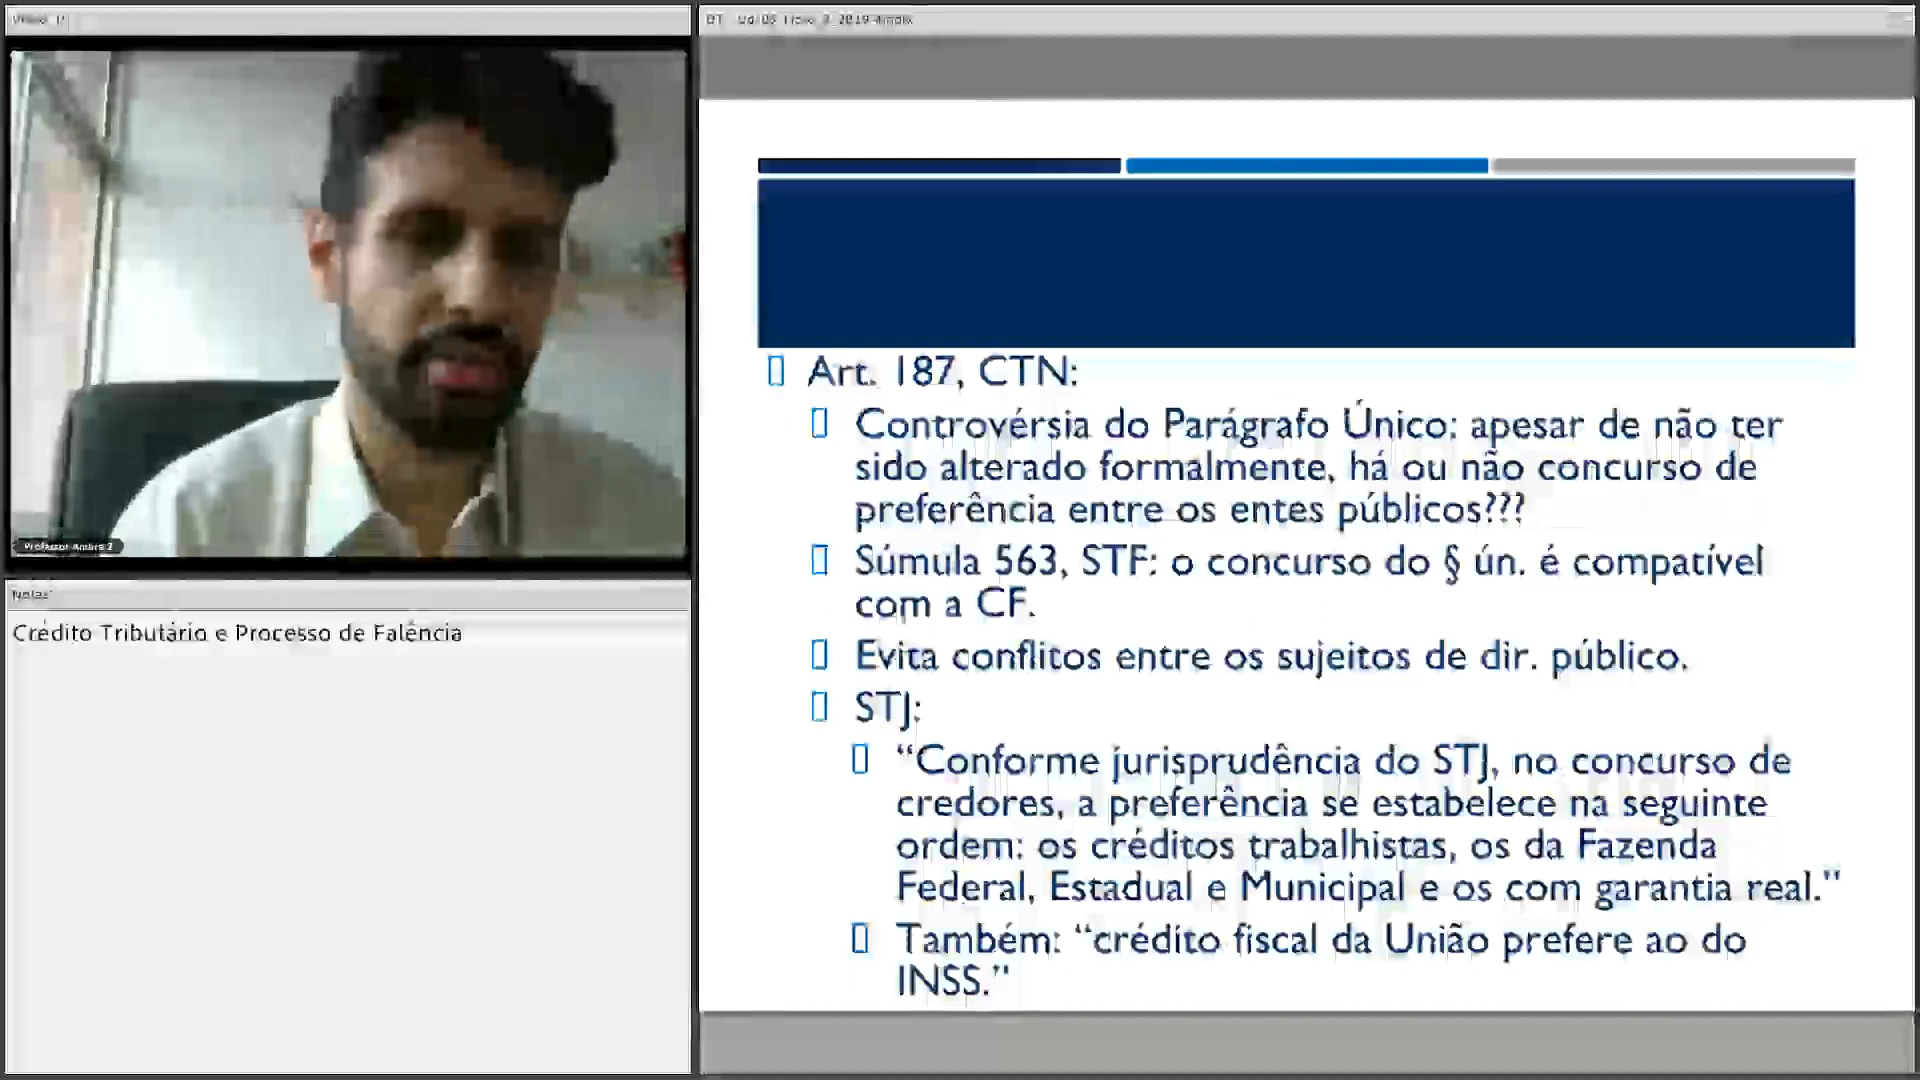 Professor Ambra 2
Crédito Tributário e Processo de Falência
Art. 187, CTN:
Controvérsia do Parágrafo Único: apesar de não ter
sido alterado formalmente, há ou não concurso de
preferência entre os entes públicos???
Súmula 563, STF: o concurso do § ún. é compatível
com a CF.
Evita conflitos entre os sujeitos de dir. público.
STJ:
“Conforme jurisprudência do STJ, no concurso de
credores, a preferência se estabelece na seguinte
ordem: os créditos trabalhistas, os da Fazenda
Federal, Estadual e Municipal e os com garantia real.”
Também: “crédito fiscal da União prefere ao do
INSS.”